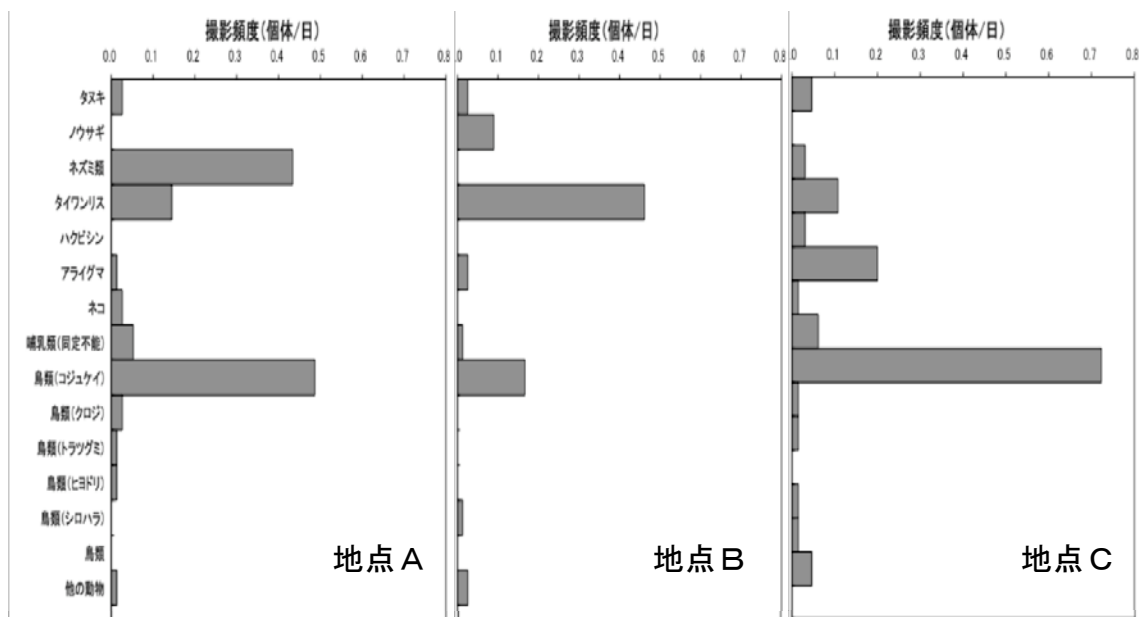 撮影頻度(個体/日)
0.0 0.1 0.2 0.3 0.4 0.5 0.6 0.7 0.8
撮影頻度(個体/日)
0 0.1 0.2 0.3 0.4 0.5 0.6 0.7 0.8
撮影頻度(個体/日)
0 0.1 0.2 0.3 0.4 0.5 0.6 0.7 0.8
タヌキ
ノウサギ
ネズミ類
タイワンリス
ハクビシン
アライグマ
ネコ
哺乳類(同定不能)
鳥類(コジュケイ)
鳥類(クロジ)
鳥類(トラツグミ)
鳥類(ヒヨドリ)
鳥類(シロハラ)
鳥類
他の動物
地点A
地点B
地点C